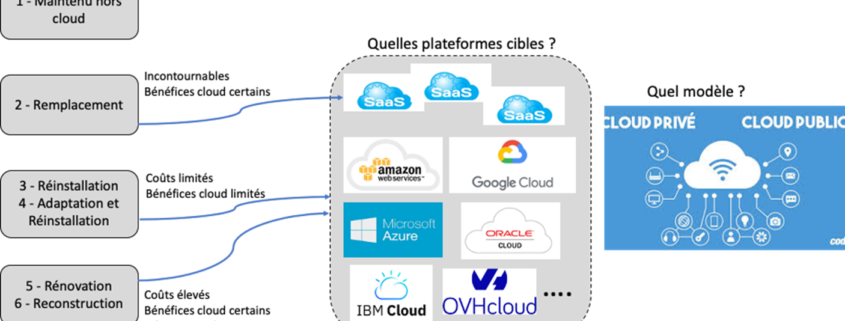 1 - Maintenu hors
cloud
Quelles plateformes cibles ?
Incontournables
Bénéfices cloud certains
2 - Remplacement
SaaS
SaaS
SaaS
Quel modèle ?
CLOUD PRIVÉ
CLOUD PUBLIC
3 - Réinstallation
4 - Adaptation et
Réinstallation
Coûts limités
Bénéfices cloud limités
amazon
webservices™
Google Cloud
Microsoft
Azure
ORACLE
CLOUD
5 - Rénovation
6 - Reconstruction
Coûts élevés
Bénéfices cloud certains
IBM Cloud
OVHcloud
....